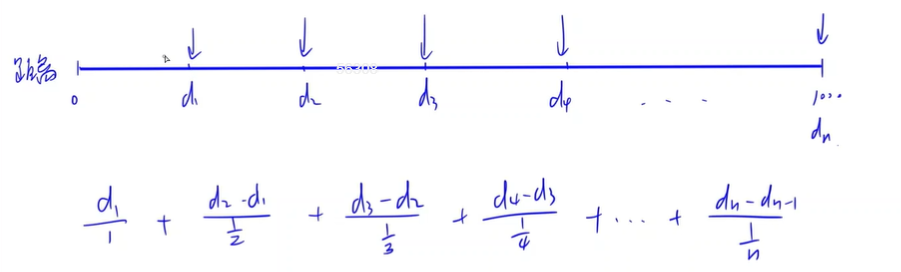 距离
0 d₁ d₂ d₃ d₄ . . . 1000
dₙ
d₁/1 + (d₂-d₁)/(1/2) + (d₃-d₂)/(1/3) + (d₄-d₃)/(1/4) + ... + (dₙ-dₙ₋₁)/(1/n)